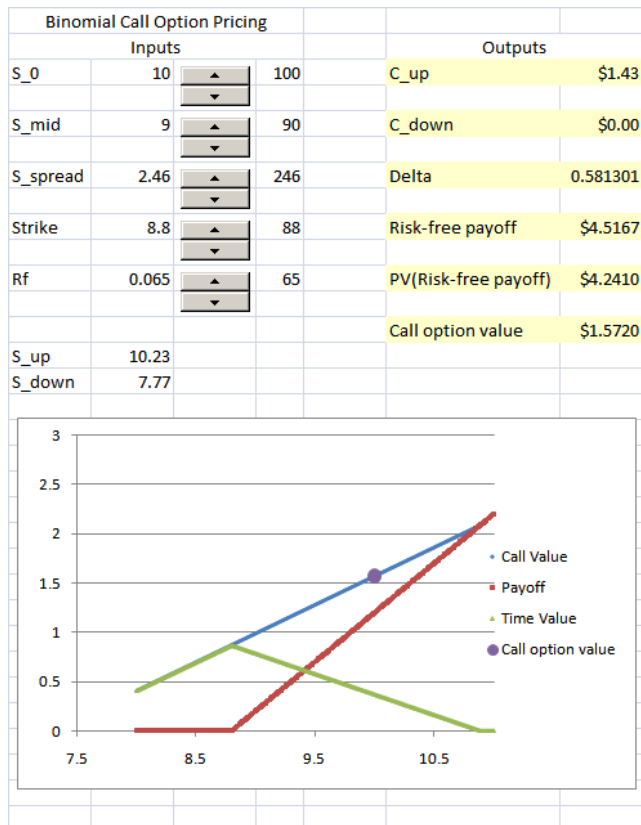 Binomial Call Option Pricing
Inputs Outputs
S_0 10 100 C_up $1.43
S_mid 9 90 C_down $0.00
S_spread 2.46 246 Delta 0.581301
Strike 8.8 88 Risk-free payoff $4.5167
Rf 0.065 65 PV(Risk-free payoff) $4.2410
Call option value $1.5720
S_up 10.23
S_down 7.77
3
2.5
2
1.5
1
0.5
0
7.5 8.5 9.5 10.5
Call Value
Payoff
Time Value
Call option value